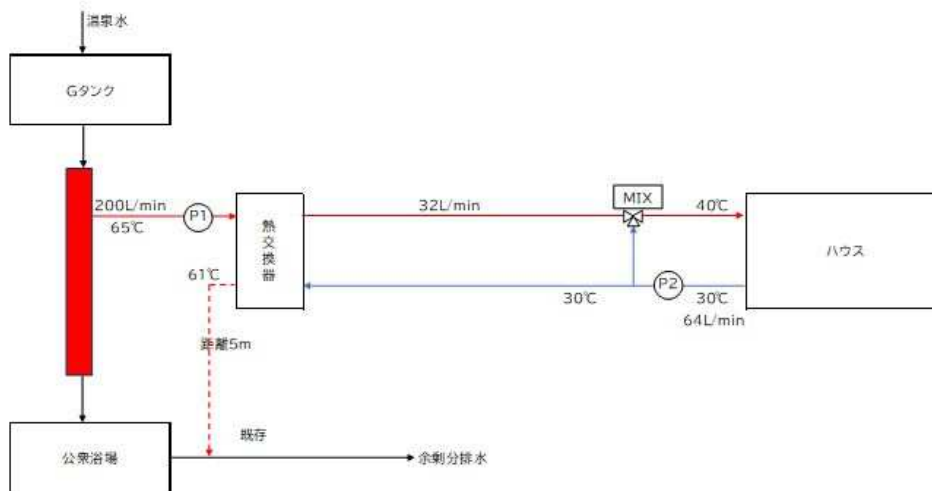 温泉水
Gタンク
200L/min
65℃
P1
熱交換器
32L/min
MIX
40℃
ハウス
61℃
30℃
P2
30℃
64L/min
距離5m
既存
公衆浴場
余剰分排水